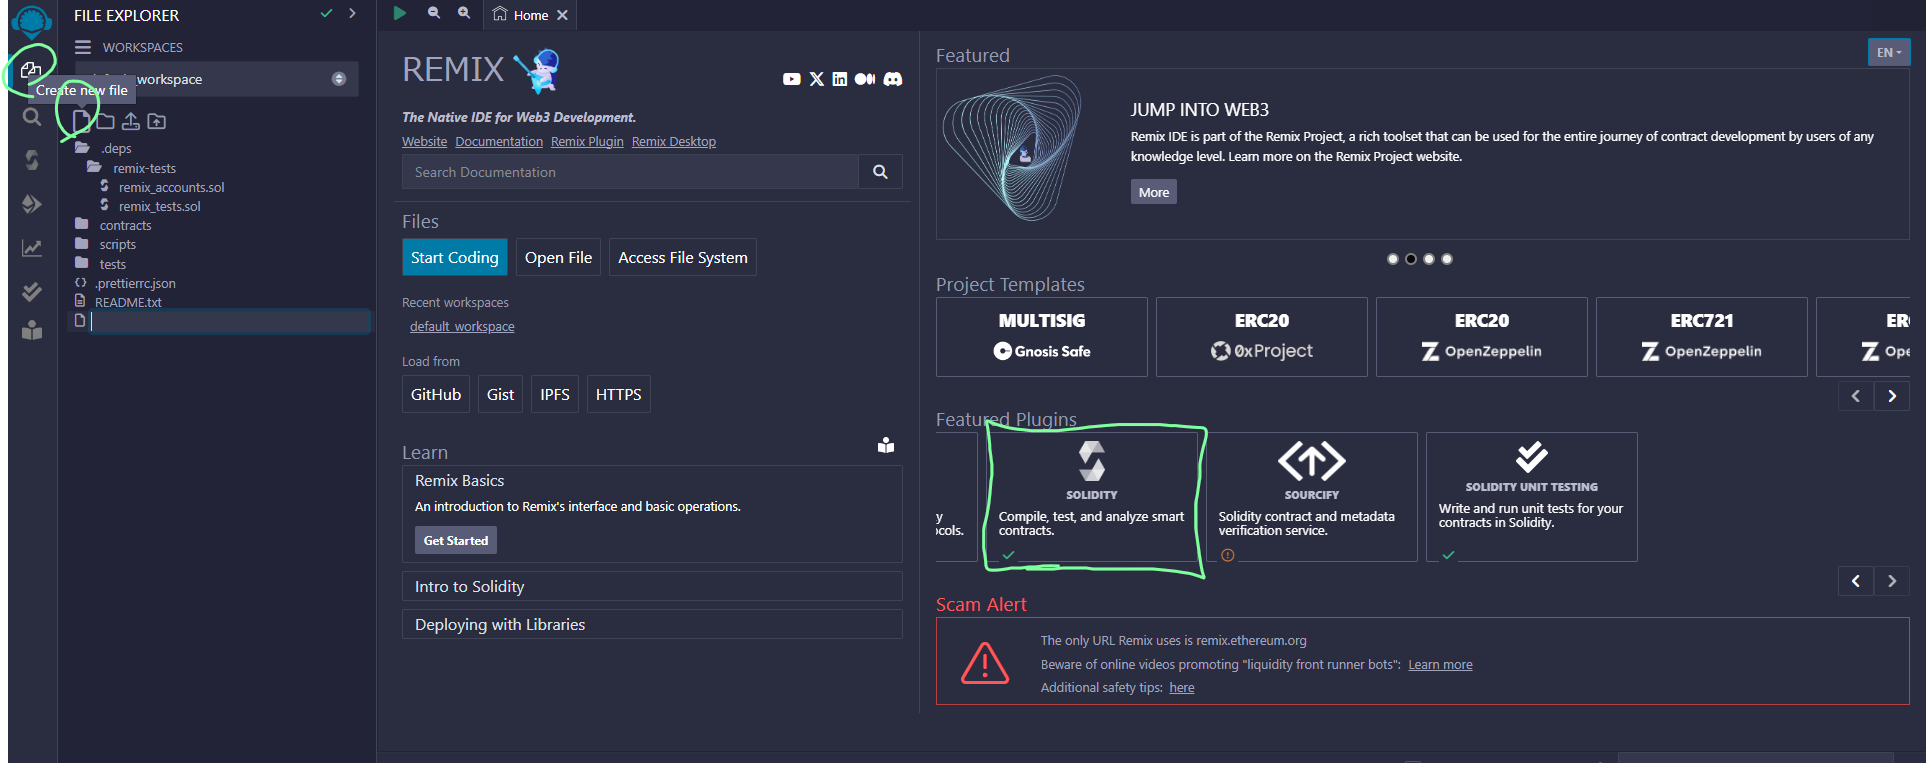 FILE EXPLORER
WORKSPACES
workspace
Create new file
.deps
remix-tests
remix_accounts.sol
remix_tests.sol
contracts
scripts
tests
.prettierrc.json
README.txt
Home
REMIX
The Native IDE for Web3 Development.
Website Documentation Remix Plugin Remix Desktop
Search Documentation
Files
Start Coding Open File Access File System
Recent workspaces
default_workspace
Load from
GitHub Gist IPFS HTTPS
Learn
Remix Basics
An introduction to Remix's interface and basic operations.
Get Started
Intro to Solidity
Deploying with Libraries
Featured
EN
JUMP INTO WEB3
Remix IDE is part of the Remix Project, a rich toolset that can be used for the entire journey of contract development by users of any
knowledge level. Learn more on the Remix Project website.
More
Project Templates
MULTISIG
Gnosis Safe
ERC20
0xProject
ERC20
OpenZeppelin
ERC721
OpenZeppelin
ER
Ope
Featured Plugins
y
ocols.
SOLIDITY
Compile, test, and analyze smart
contracts.
SOURCIFY
Solidity contract and metadata
verification service.
SOLIDITY UNIT TESTING
Write and run unit tests for your
contracts in Solidity.
Scam Alert
The only URL Remix uses is remix.ethereum.org
Beware of online videos promoting "liquidity front runner bots": Learn more
Additional safety tips: here